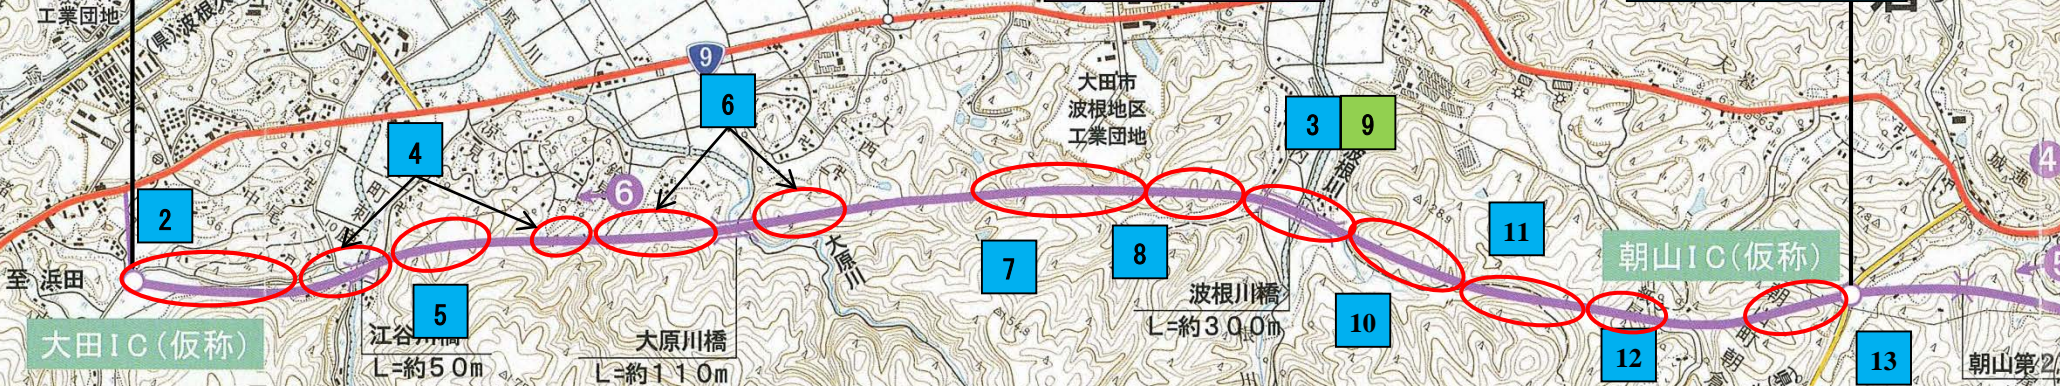 工業団地
(県)波根
9
6
大田市
波根地区
工業団地
3
9
4
2
6
4
大原川
波根川
11
朝山IC(仮称)
5
7
8
10
12
13
至 浜田
大田IC(仮称)
5
江谷川橋
L=約50m
大原川橋
L=約110m
波根川橋
L=約300m
朝山第2